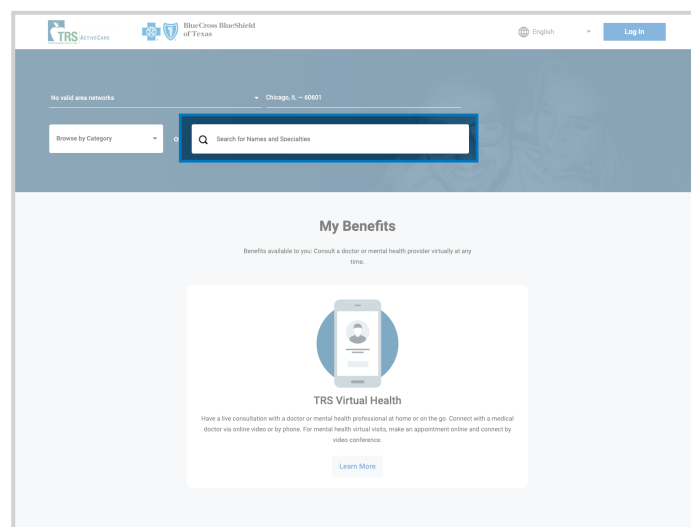 TRS ACTIVECARE
BlueCross BlueShield
of Texas
English
Log In
No valid area networks
Chicago, IL – 60601
Browse by Category
Search for Names and Specialties
My Benefits
Benefits available to you: Consult a doctor or mental health provider virtually at any
time.
TRS Virtual Health
Have a live consultation with a doctor or mental health professional at home or on the go. Connect with a medical
doctor via online video or by phone. For mental health virtual visits, make an appointment online and connect by
video conference.
Learn More